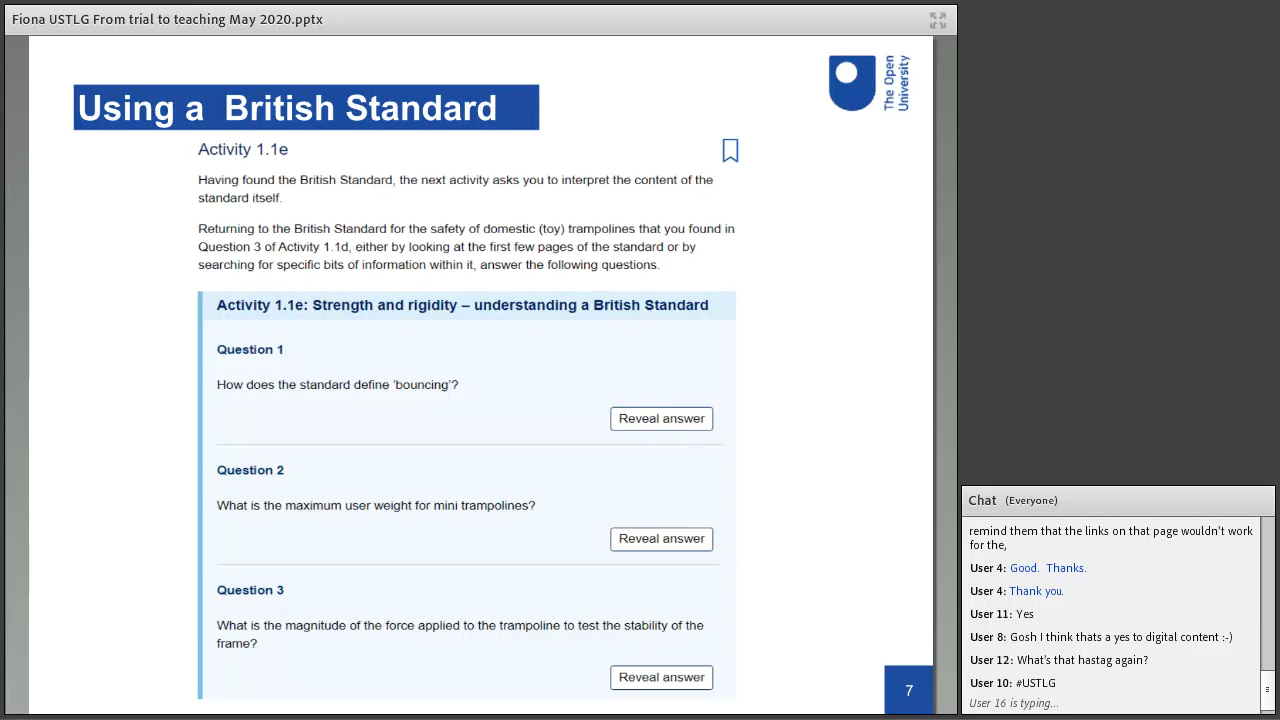 Fiona USTLG From trial to teaching May 2020.pptx
The Open
University
Using a British Standard
Activity 1.1e
Having found the British Standard, the next activity asks you to interpret the content of the
standard itself.
Returning to the British Standard for the safety of domestic (toy) trampolines that you found in
Question 3 of Activity 1.1d, either by looking at the first few pages of the standard or by
searching for specific bits of information within it, answer the following questions.
Activity 1.1e: Strength and rigidity – understanding a British Standard
Question 1
How does the standard define ‘bouncing’?
Reveal answer
Question 2
What is the maximum user weight for mini trampolines?
Reveal answer
Question 3
What is the magnitude of the force applied to the trampoline to test the stability of the
frame?
Reveal answer
7
Chat (Everyone)
remind them that the links on that page wouldn't work
for the,
User 4: Good. Thanks.
User 4: Thank you.
User 11: Yes
User 8: Gosh I think thats a yes to digital content :-)
User 12: What's that hastag again?
User 10: #USTLG
User 16 is typing...